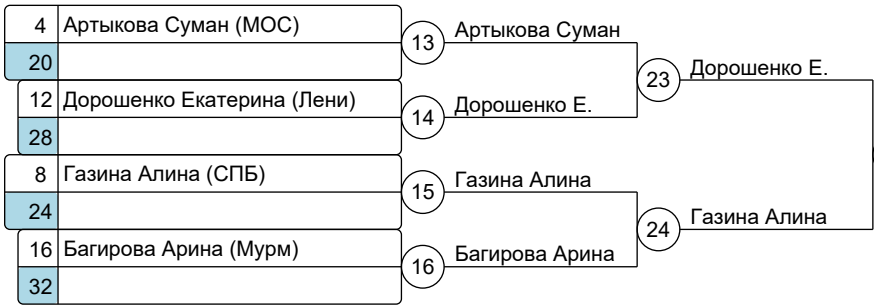 4 Артыкова Суман (МОС)
20
13 Артыкова Суман
12 Дорошенко Екатерина (Лени)
28
14 Дорошенко Е.
23 Дорошенко Е.
8 Газина Алина (СПБ)
24
15 Газина Алина
16 Багирова Арина (Мурм)
32
16 Багирова Арина
24 Газина Алина